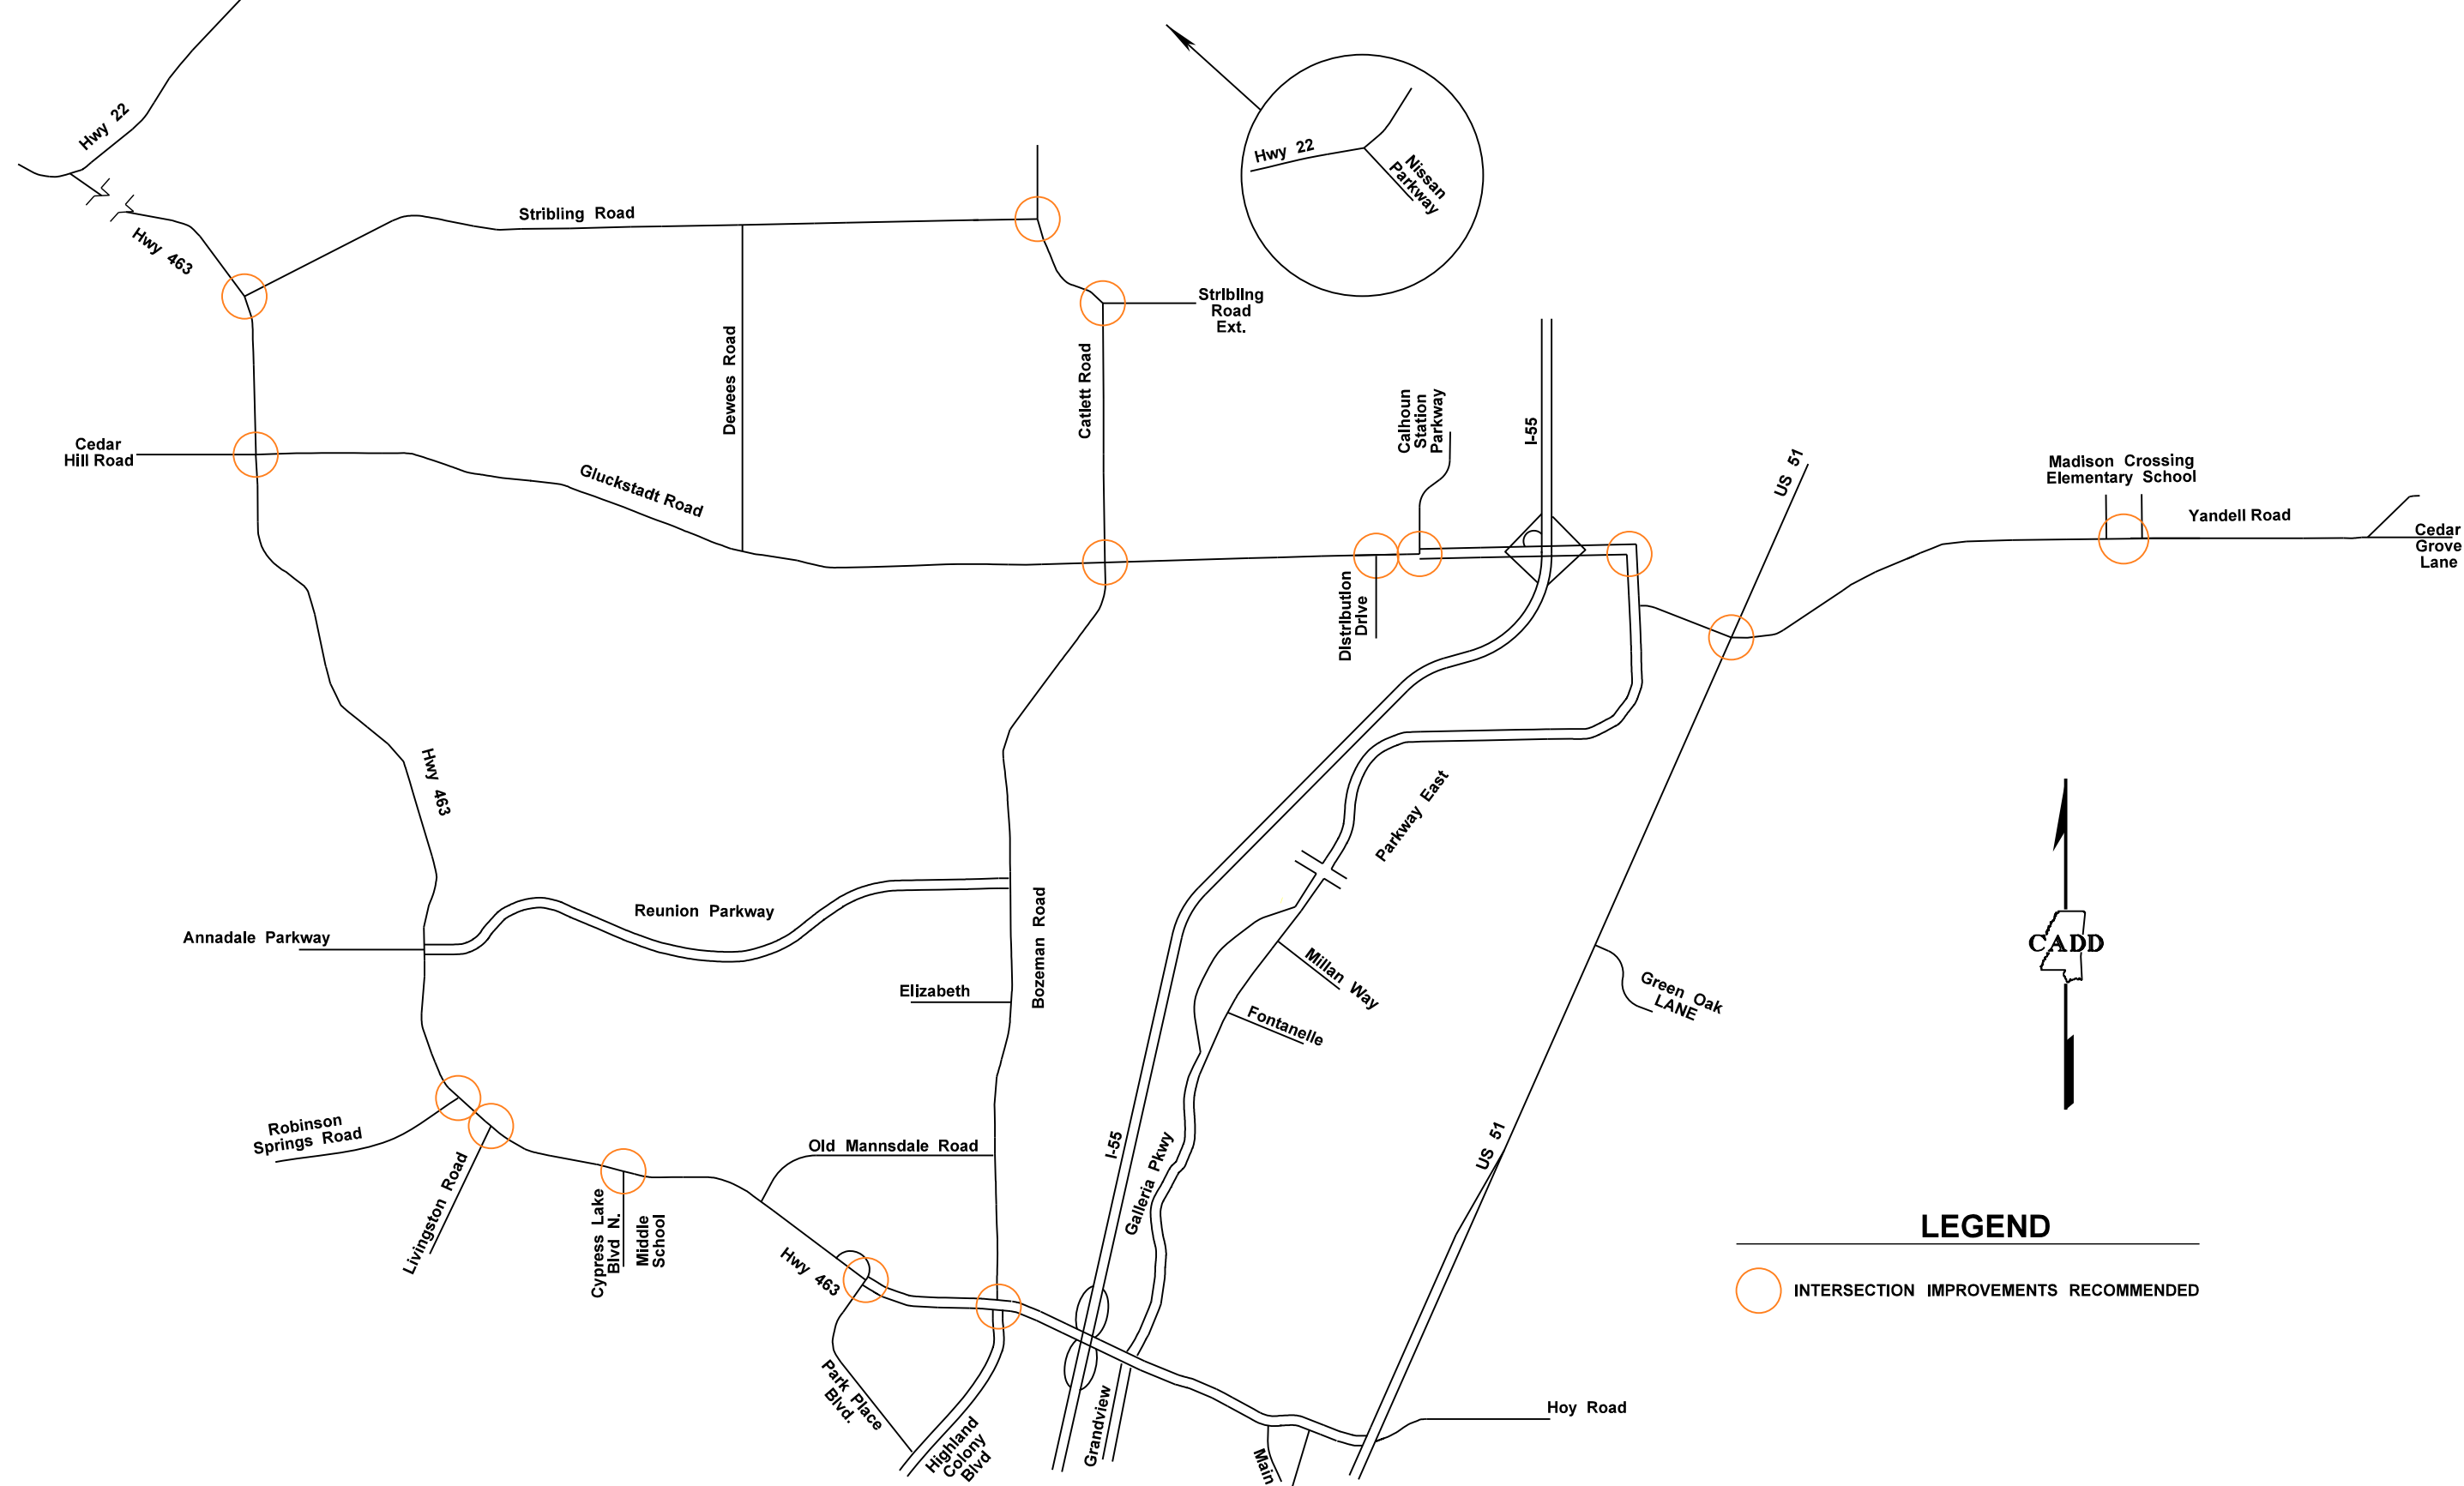 Hwy 22
Hwy 463
Stribling Road
Hwy 22
Nissan
Parkway
Stribling
Road
Ext.
Dewees Road
Catlett Road
Calhoun
Station
Parkway
I-55
US 51
Cedar
Hill Road
Gluckstadt Road
Madison Crossing
Elementary School
Yandell Road
Cedar
Grove
Lane
Distribution
Drive
Hwy 463
Parkway East
Reunion Parkway
Annadale Parkway
Bozeman Road
Elizabeth
Millan Way
Fontanelle
Green Oak
LANE
CADD
Robinson
Springs Road
Livingston Road
Cypress Lake
Blvd N.
Middle
School
Old Mannsdale Road
I-55
Galleria Pkwy
US 51
Hwy 463
Park Place
Blvd.
Highland
Colony
Blvd
Grandview
Main
Hoy Road
LEGEND
INTERSECTION IMPROVEMENTS RECOMMENDED